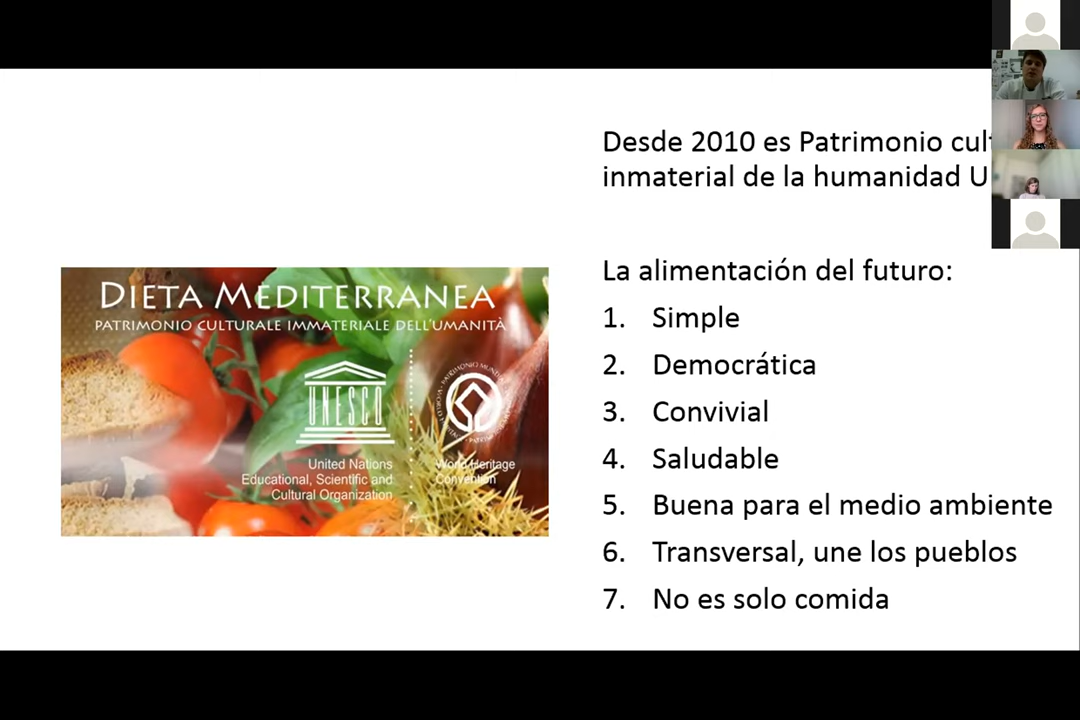 Desde 2010 es Patrimonio
inmaterial de la humanidad
La alimentación del futuro:
1. Simple
2. Democrática
3. Convivial
4. Saludable
5. Buena para el medio ambiente
6. Transversal, une los pueblos
7. No es solo comida
DIETA MEDITERRANEA
PATRIMONIO CULTURALE IMMATERIALE DELL'UMANITÀ
UNESCO
United Nations
Educational, Scientific and
Cultural Organization
World Heritage
Convention